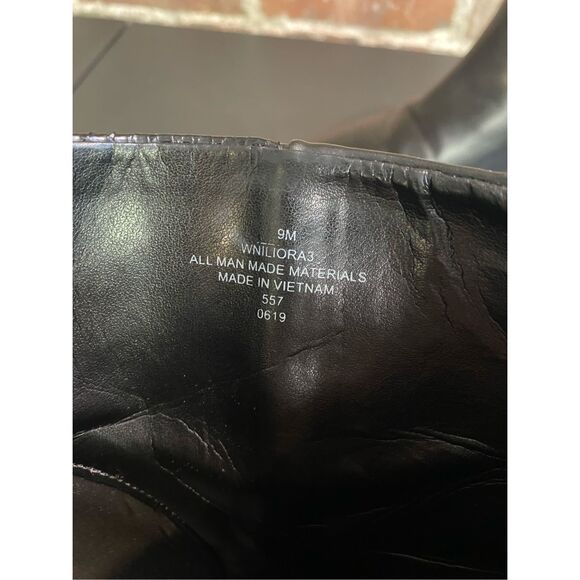 9M
WNILIORA3
ALL MAN MADE MATERIALS
MADE IN VIETNAM
557
0619